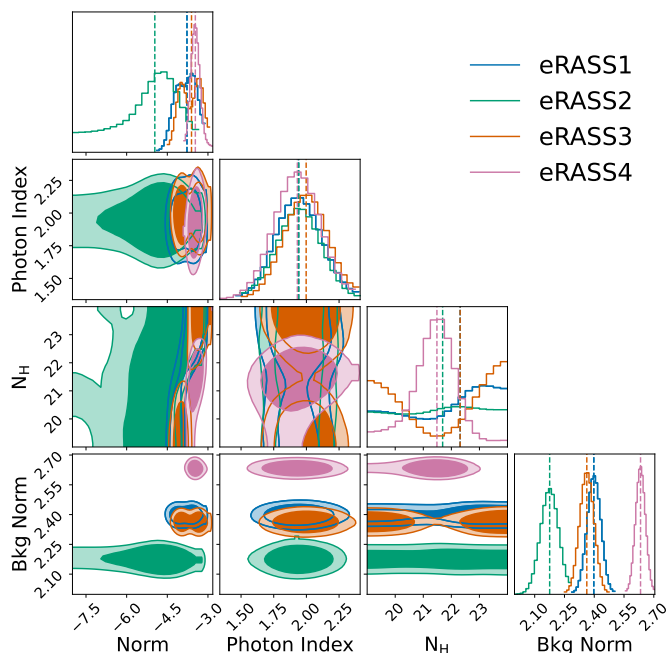 eRASS1
eRASS2
eRASS3
eRASS4
Photon Index
2.25
2.00
1.75
1.50
N_H
23
22
21
20
Bkg Norm
2.70
2.55
2.40
2.25
2.10
−7.5 −6.0 −4.5 −3.0
1.50 1.75 2.00 2.25
20 21 22 23
2.10 2.25 2.40 2.55 2.70
Norm Photon Index N_H Bkg Norm